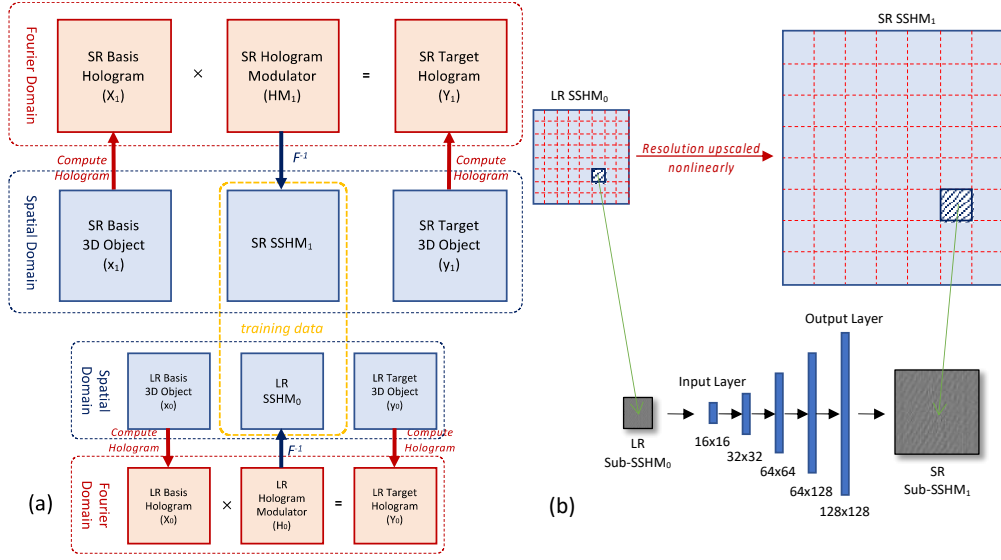 Fourier Domain
SR Basis
Hologram
(X₁)
×
SR Hologram
Modulator
(HM₁)
=
SR Target
Hologram
(Y₁)
Compute
Hologram
F⁻¹
Compute
Hologram
Spatial Domain
SR Basis
3D Object
(x₁)
SR SSHM₁
SR Target
3D Object
(y₁)
training data
Spatial
Domain
LR Basis
3D Object
(x₀)
LR
SSHM₀
LR Target
3D Object
(y₀)
Compute
Hologram
F⁻¹
Compute
Hologram
(a)
Fourier
Domain
LR Basis
Hologram
(X₀)
×
LR
Hologram
Modulator
(H₀)
=
LR Target
Hologram
(Y₀)
SR SSHM₁
LR SSHM₀
Resolution upscaled
nonlinearly
Output Layer
Input Layer
16x16
32x32
64x64
64x128
128x128
LR
Sub-SSHM₀
SR
Sub-SSHM₁
(b)